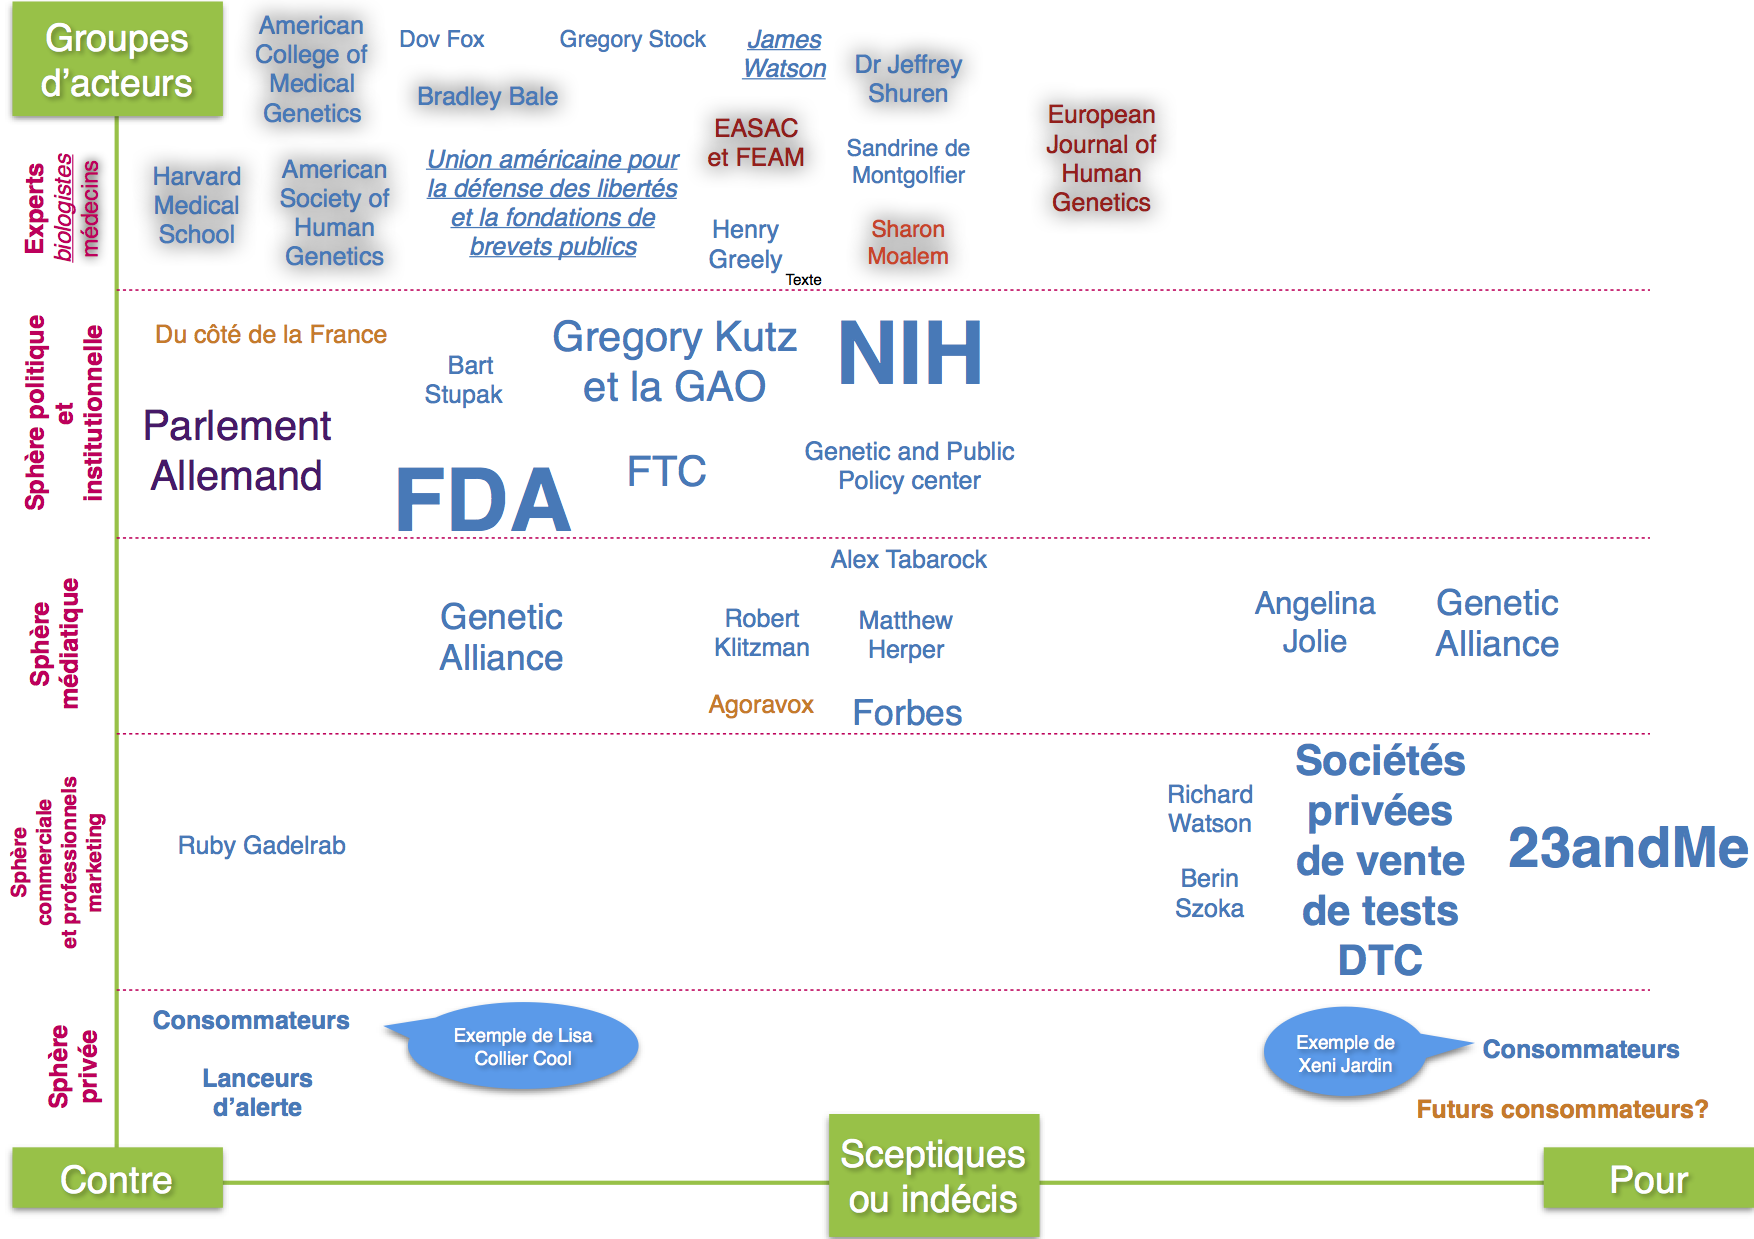 Groupes
d'acteurs
American
College of
Medical
Genetics
Dov Fox
Gregory Stock
James
Watson
Dr Jeffrey
Shuren
Bradley Bale
EASAC
et FEAM
European
Journal of
Human
Genetics
Experts
biologistes
médecins
Harvard
Medical
School
American
Society of
Human
Genetics
Union américaine pour
la défense des libertés
et la fondations de
brevets publics
Sandrine de
Montgolfier
Henry
Greely
Sharon
Moalem
Texte
Sphère politique
et
institutionnelle
Du côté de la France
Bart
Stupak
Gregory Kutz
et la GAO
NIH
Parlement
Allemand
FDA
FTC
Genetic and Public
Policy center
Sphère
médiatique
Alex Tabarock
Genetic
Alliance
Robert
Klitzman
Matthew
Herper
Angelina
Jolie
Genetic
Alliance
Agoravox
Forbes
Sphère
commerciale
et professionnels
marketing
Ruby Gadelrab
Richard
Watson
Berin
Szoka
Sociétés
privées
de vente
de tests
DTC
23andMe
Sphère
privée
Consommateurs
Exemple de Lisa
Collier Cool
Lanceurs
d'alerte
Exemple de
Xeni Jardin
Consommateurs
Futurs consommateurs?
Contre
Sceptiques
ou indécis
Pour